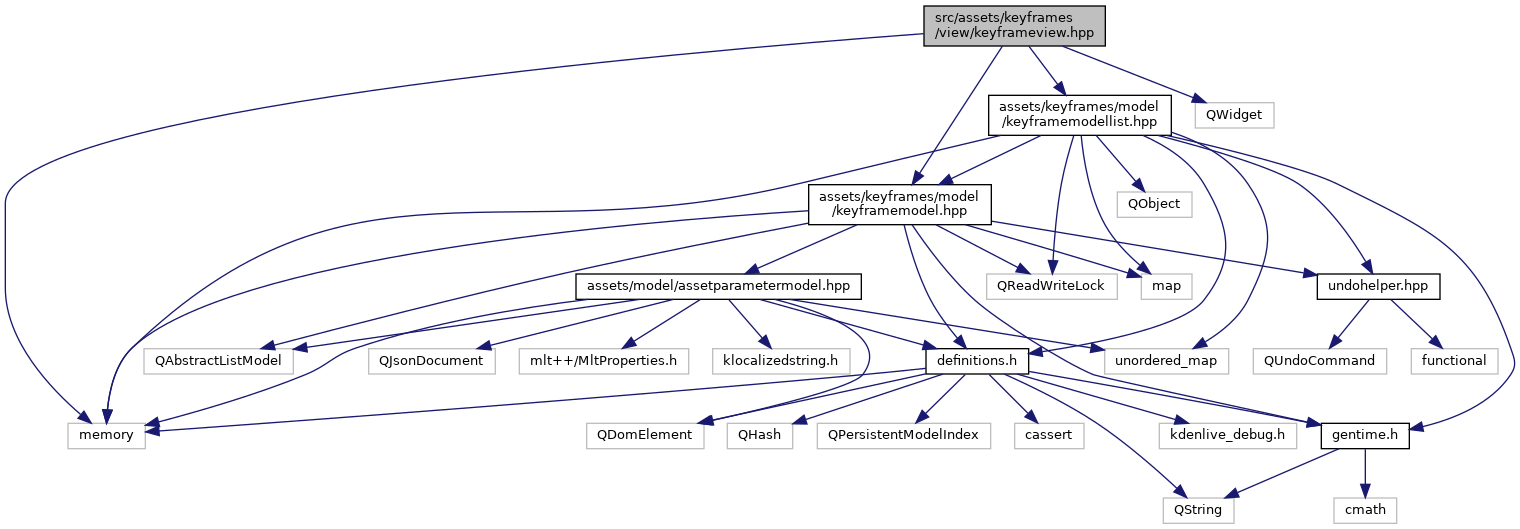 src/assets/keyframes
/view/keyframeview.hpp
assets/keyframes/model
/keyframemodellist.hpp
QWidget
assets/keyframes/model
/keyframemodel.hpp
QObject
assets/model/assetparametermodel.hpp
QReadWriteLock
map
undohelper.hpp
QAbstractListModel
QJsonDocument
mlt++/MltProperties.h
klocalizedstring.h
definitions.h
unordered_map
QUndoCommand
functional
memory
QDomElement
QHash
QPersistentModelIndex
cassert
kdenlive_debug.h
gentime.h
QString
cmath